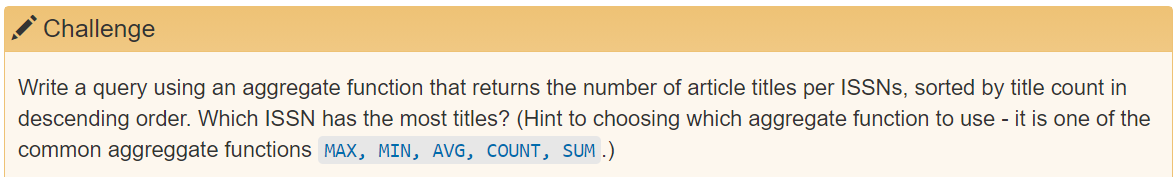 Challenge
Write a query using an aggregate function that returns the number of article titles per ISSNs, sorted by title count in
descending order. Which ISSN has the most titles? (Hint to choosing which aggregate function to use - it is one of the
common aggreggate functions MAX, MIN, AVG, COUNT, SUM.)